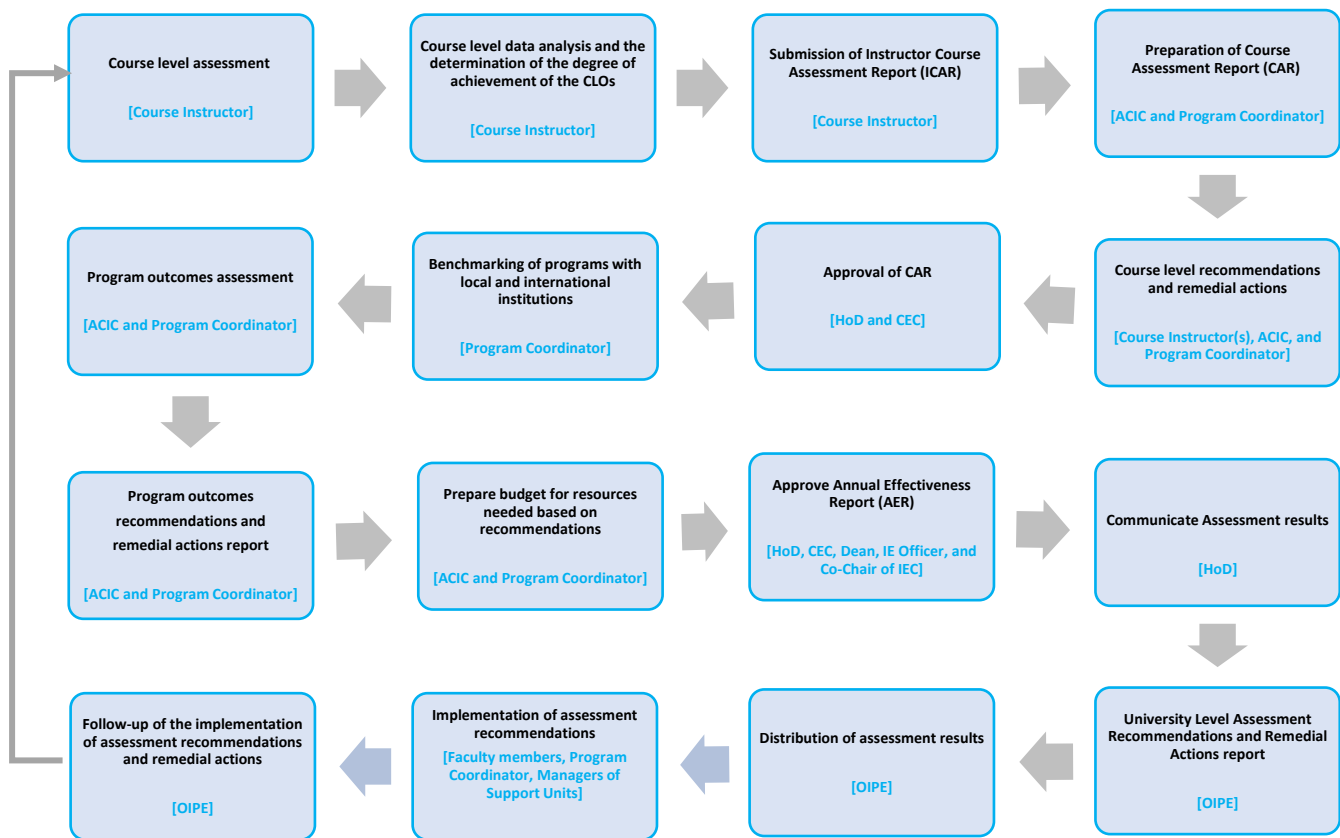 Course level assessment
[Course Instructor]
Course level data analysis and the
determination of the degree of
achievement of the CLOs
[Course Instructor]
Submission of Instructor Course
Assessment Report (ICAR)
[Course Instructor]
Preparation of Course
Assessment Report (CAR)
[ACIC and Program Coordinator]
Course level recommendations
and remedial actions
[Course Instructor(s), ACIC, and
Program Coordinator]
Approval of CAR
[HoD and CEC]
Benchmarking of programs with
local and international
institutions
[Program Coordinator]
Program outcomes assessment
[ACIC and Program Coordinator]
Program outcomes
recommendations and
remedial actions report
[ACIC and Program Coordinator]
Prepare budget for resources
needed based on
recommendations
[ACIC and Program Coordinator]
Approve Annual Effectiveness
Report (AER)
[HoD, CEC, Dean, IE Officer, and
Co-Chair of IEC]
Communicate Assessment results
[HoD]
University Level Assessment
Recommendations and Remedial
Actions report
[OIPE]
Distribution of assessment results
[OIPE]
Implementation of assessment
recommendations
[Faculty members, Program
Coordinator, Managers of
Support Units]
Follow-up of the implementation
of assessment recommendations
and remedial actions
[OIPE]